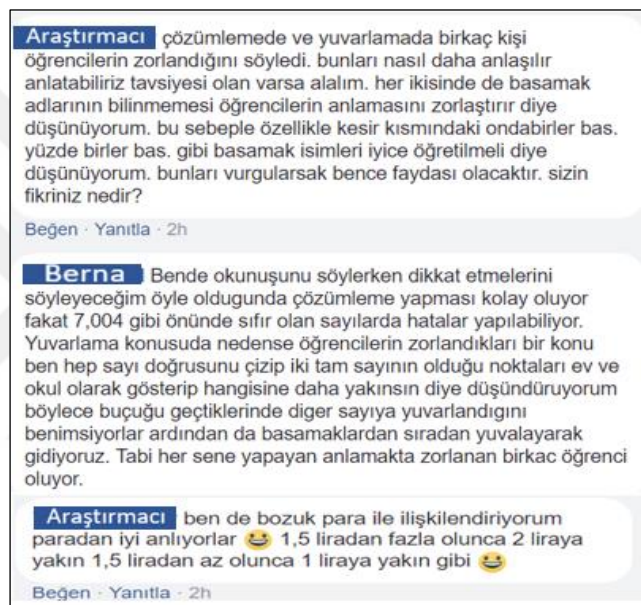 Araştırmacı çözümlemede ve yuvarlamada birkaç kişi
öğrencilerin zorlandığını söyledi. bunları nasıl daha anlaşılır
anlatabiliriz tavsiyesi olan varsa alalım. her ikisinde de basamak
adlarının bilinmemesi öğrencilerin anlamasını zorlaştırır diye
düşünüyorum. bu sebeple özellikle kesir kısmındaki ondabirler bas.
yüzde birler bas. gibi basamak isimleri iyice öğretilmeli diye
düşünüyorum. bunları vurgularsak bence faydası olacaktır. sizin
fikriniz nedir?
Beğen · Yanıtla · 2h
Berna Bende okunuşunu söylerken dikkat etmelerini
söyleyeceğim öyle oldugunda çözümleme yapması kolay oluyor
fakat 7,004 gibi önünde sıfır olan sayılarda hatalar yapılabiliyor.
Yuvarlama konusuda nedense öğrencilerin zorlandıkları bir konu
ben hep sayı doğrusunu çizip iki tam sayının olduğu noktaları ev ve
okul olarak gösterip hangisine daha yakınsın diye düşündürüyorum
böylece buçuğu geçtiklerinde diger sayıya yuvarlandıgını
benimsiyorlar ardından da basamaklardan sıradan yuvalayarak
gidiyoruz. Tabi her sene yapayan anlamakta zorlanan birkac öğrenci
oluyor.
Araştırmacı ben de bozuk para ile ilişkilendiriyorum
paradan iyi anlıyorlar 😀 1,5 liradan fazla olunca 2 liraya
yakın 1,5 liradan az olunca 1 liraya yakın gibi 😀
Beğen · Yanıtla · 2h